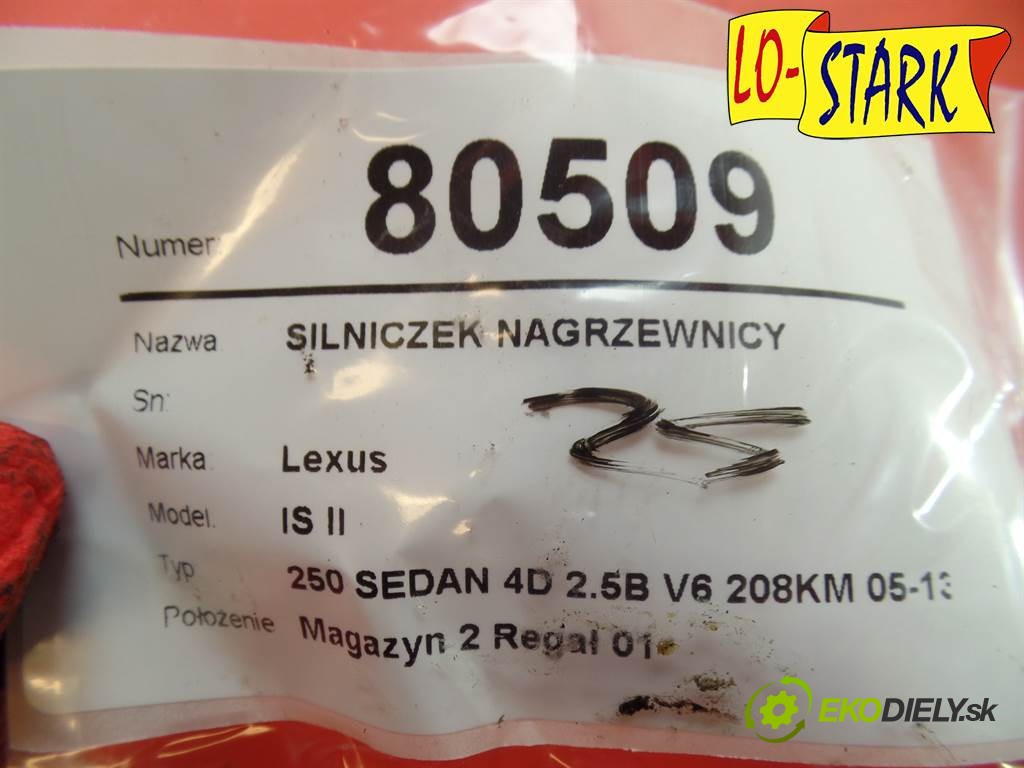 LO-STARK
Numer: 80509
Nazwa SILNICZEK NAGRZEWNICY
Sn:
25
Marka Lexus
Model. IS II
Typ 250 SEDAN 4D 2.5B V6 208KM 05-13
Położenie Magazyn 2 Regał 01
EKODIELY.sk